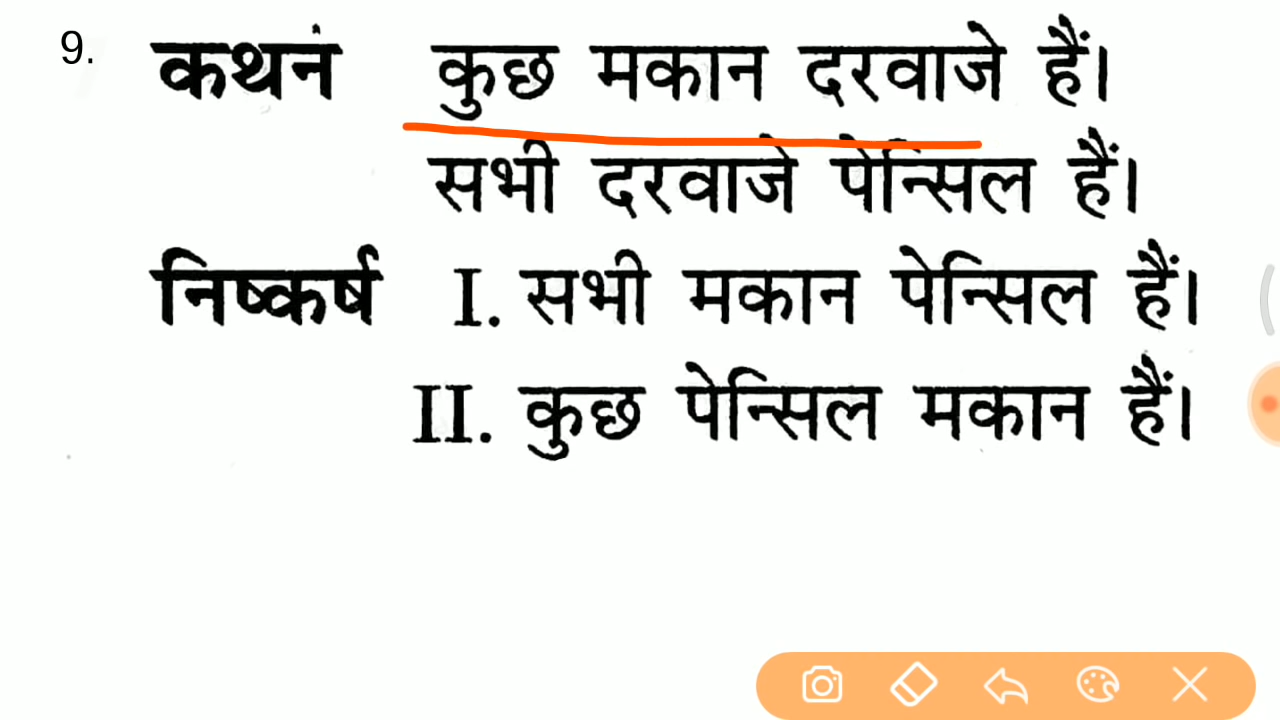 9. कथन कुछ मकान दरवाजे हैं।
सभी दरवाजे पेन्सिल हैं।
निष्कर्ष I. सभी मकान पेन्सिल हैं।
II. कुछ पेन्सिल मकान हैं।